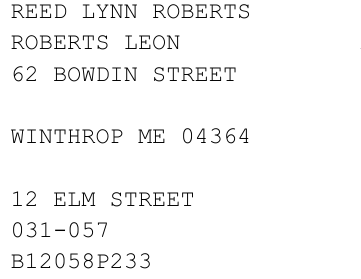 REED LYNN ROBERTS
ROBERTS LEON
62 BOWDIN STREET
WINTHROP ME 04364
12 ELM STREET
031-057
B12058P233